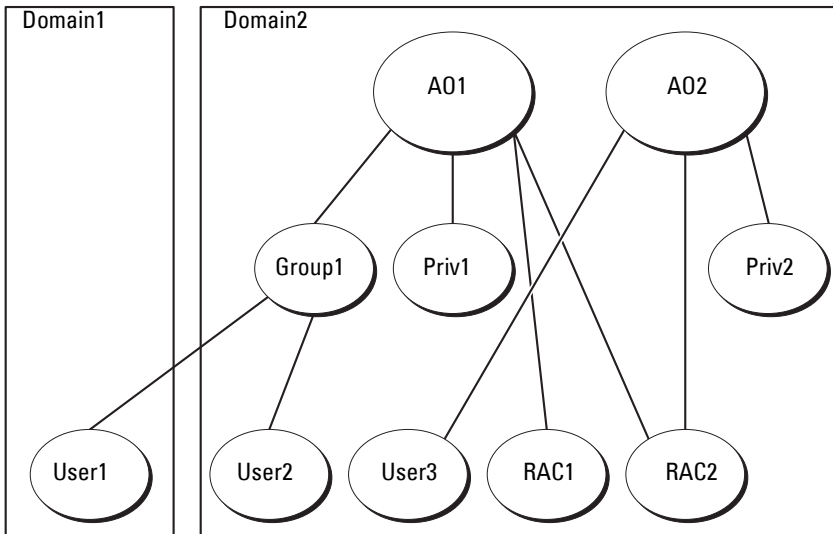 Domain1
Domain2
A01
A02
Group1
Priv1
Priv2
User1
User2
User3
RAC1
RAC2